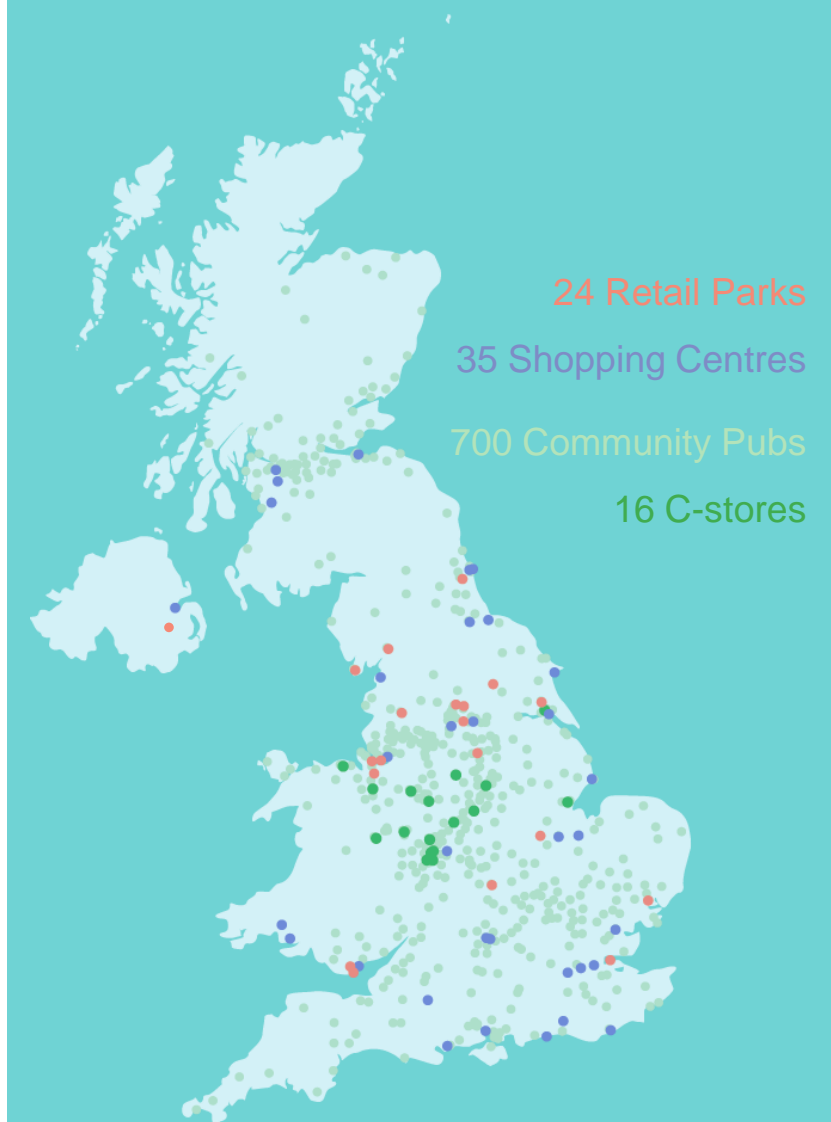 24 Retail Parks
35 Shopping Centres
700 Community Pubs
16 C-stores